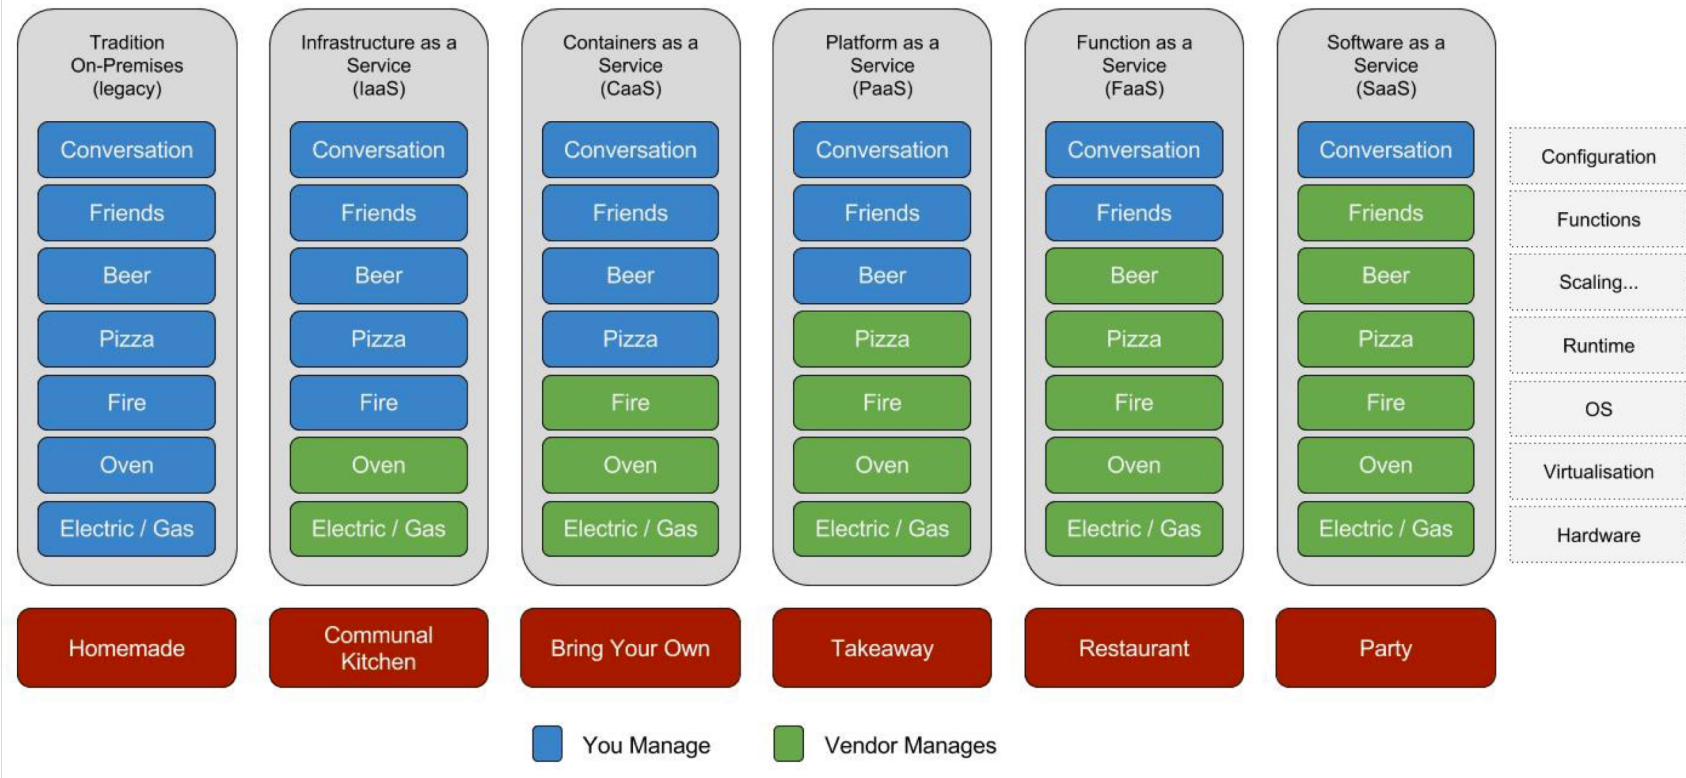 Tradition
On-Premises
(legacy)
Conversation
Friends
Beer
Pizza
Fire
Oven
Electric / Gas
Homemade
Infrastructure as a
Service
(IaaS)
Conversation
Friends
Beer
Pizza
Fire
Oven
Electric / Gas
Communal
Kitchen
Containers as a
Service
(CaaS)
Conversation
Friends
Beer
Pizza
Fire
Oven
Electric / Gas
Bring Your Own
Platform as a
Service
(PaaS)
Conversation
Friends
Beer
Pizza
Fire
Oven
Electric / Gas
Takeaway
Function as a
Service
(FaaS)
Conversation
Friends
Beer
Pizza
Fire
Oven
Electric / Gas
Restaurant
Software as a
Service
(SaaS)
Conversation
Friends
Beer
Pizza
Fire
Oven
Electric / Gas
Party
Configuration
Functions
Scaling...
Runtime
OS
Virtualisation
Hardware
You Manage
Vendor Manages